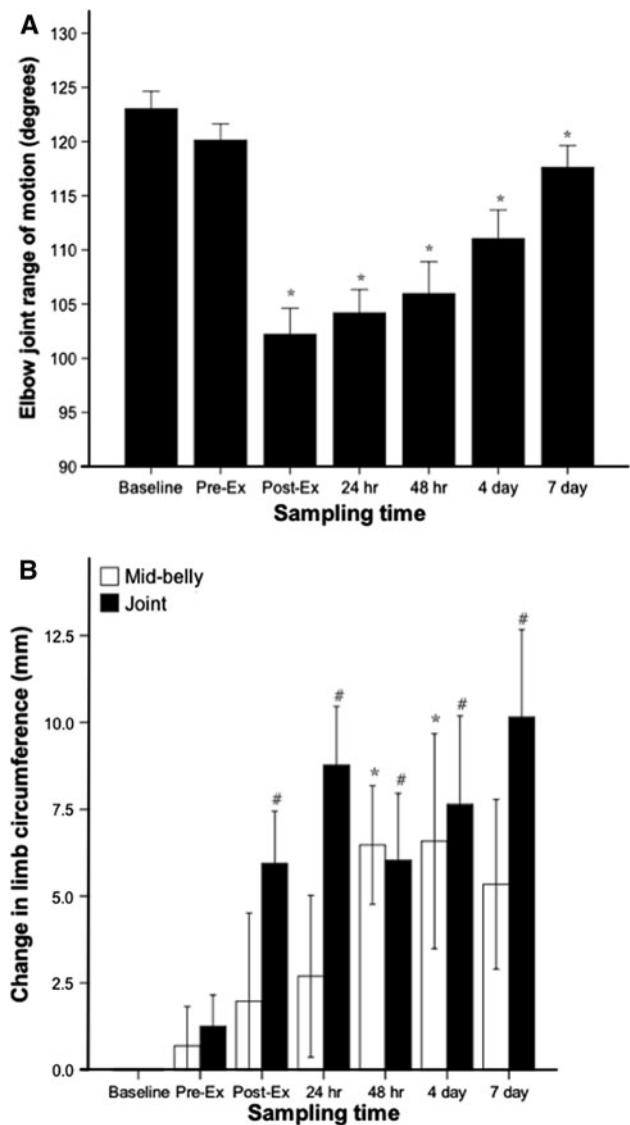 A
130
125
120
115
110
105
100
95
90
Elbow joint range of motion (degrees)
* * * * *
Baseline Pre-Ex Post-Ex 24 hr 48 hr 4 day 7 day
Sampling time
B
Mid-belly
Joint
12.5
10.0
7.5
5.0
2.5
0.0
Change in limb circumference (mm)
# # * # * # #
Baseline Pre-Ex Post-Ex 24 hr 48 hr 4 day 7 day
Sampling time